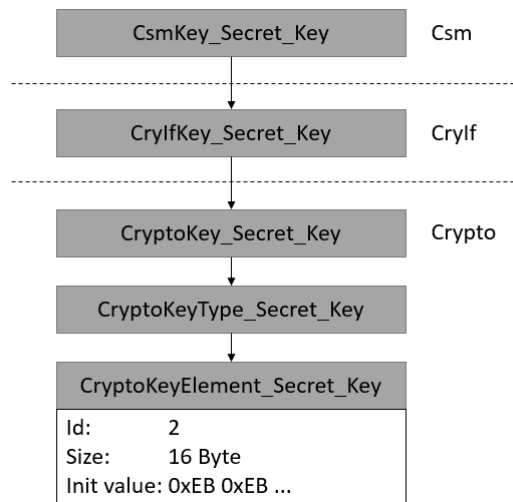 CsmKey_Secret_Key Csm
CryIfKey_Secret_Key CryIf
CryptoKey_Secret_Key Crypto
CryptoKeyType_Secret_Key
CryptoKeyElement_Secret_Key
Id: 2
Size: 16 Byte
Init value: 0xEB 0xEB ...